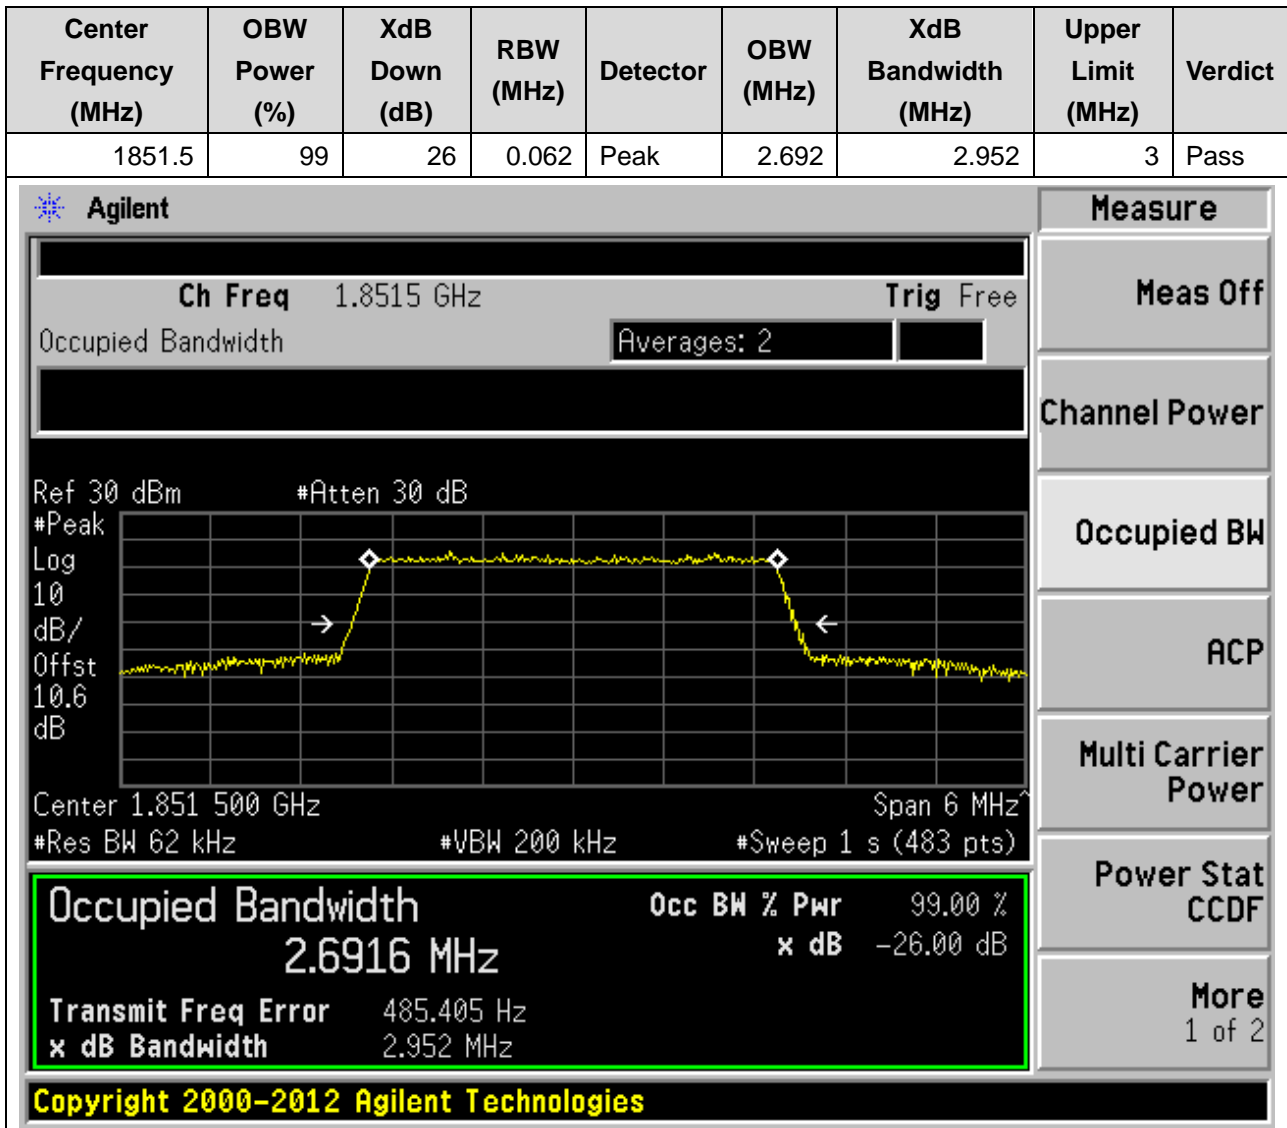 Center Frequency (MHz) OBW Power (%) XdB Down (dB) RBW (MHz) Detector OBW (MHz) XdB Bandwidth (MHz) Upper Limit (MHz) Verdict
1851.5 99 26 0.062 Peak 2.692 2.952 3 Pass
Agilent Measure
Ch Freq 1.8515 GHz Trig Free
Meas Off
Occupied Bandwidth Averages: 2
Channel Power
Ref 30 dBm #Atten 30 dB
#Peak
Log
10
dB/
Offst
10.6
dB
Occupied BW
ACP
Multi Carrier
Power
Center 1.851 500 GHz Span 6 MHz^
#Res BW 62 kHz #VBW 200 kHz #Sweep 1 s (483 pts)
Power Stat
CCDF
Occupied Bandwidth Occ BW % Pwr 99.00 %
2.6916 MHz x dB -26.00 dB
Transmit Freq Error 485.405 Hz
x dB Bandwidth 2.952 MHz
More
1 of 2
Copyright 2000-2012 Agilent Technologies